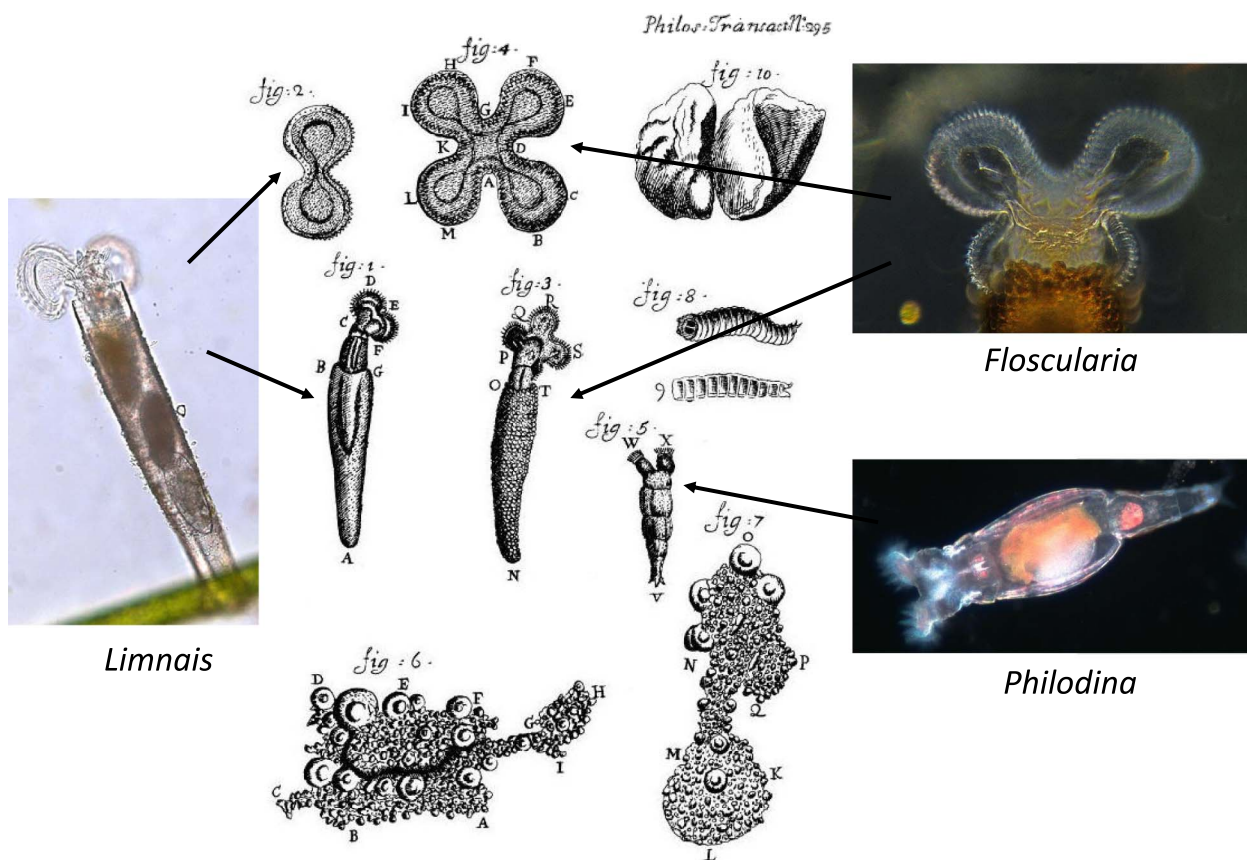 Philos: Transact N° 295
fig: 4.
H F
fig: 2.
fig: 10
I G E
K D
A
L C
M B
fig: 1.
D
C E
F
B G
A
fig: 3.
R
Q
P S
O T
N
fig: 8.
9
Floscularia
fig: 5.
W X
V
fig: 7
O
N P
Q
M K
L
Limnais
Philodina
fig: 6.
D E F H
G
I
C
B A